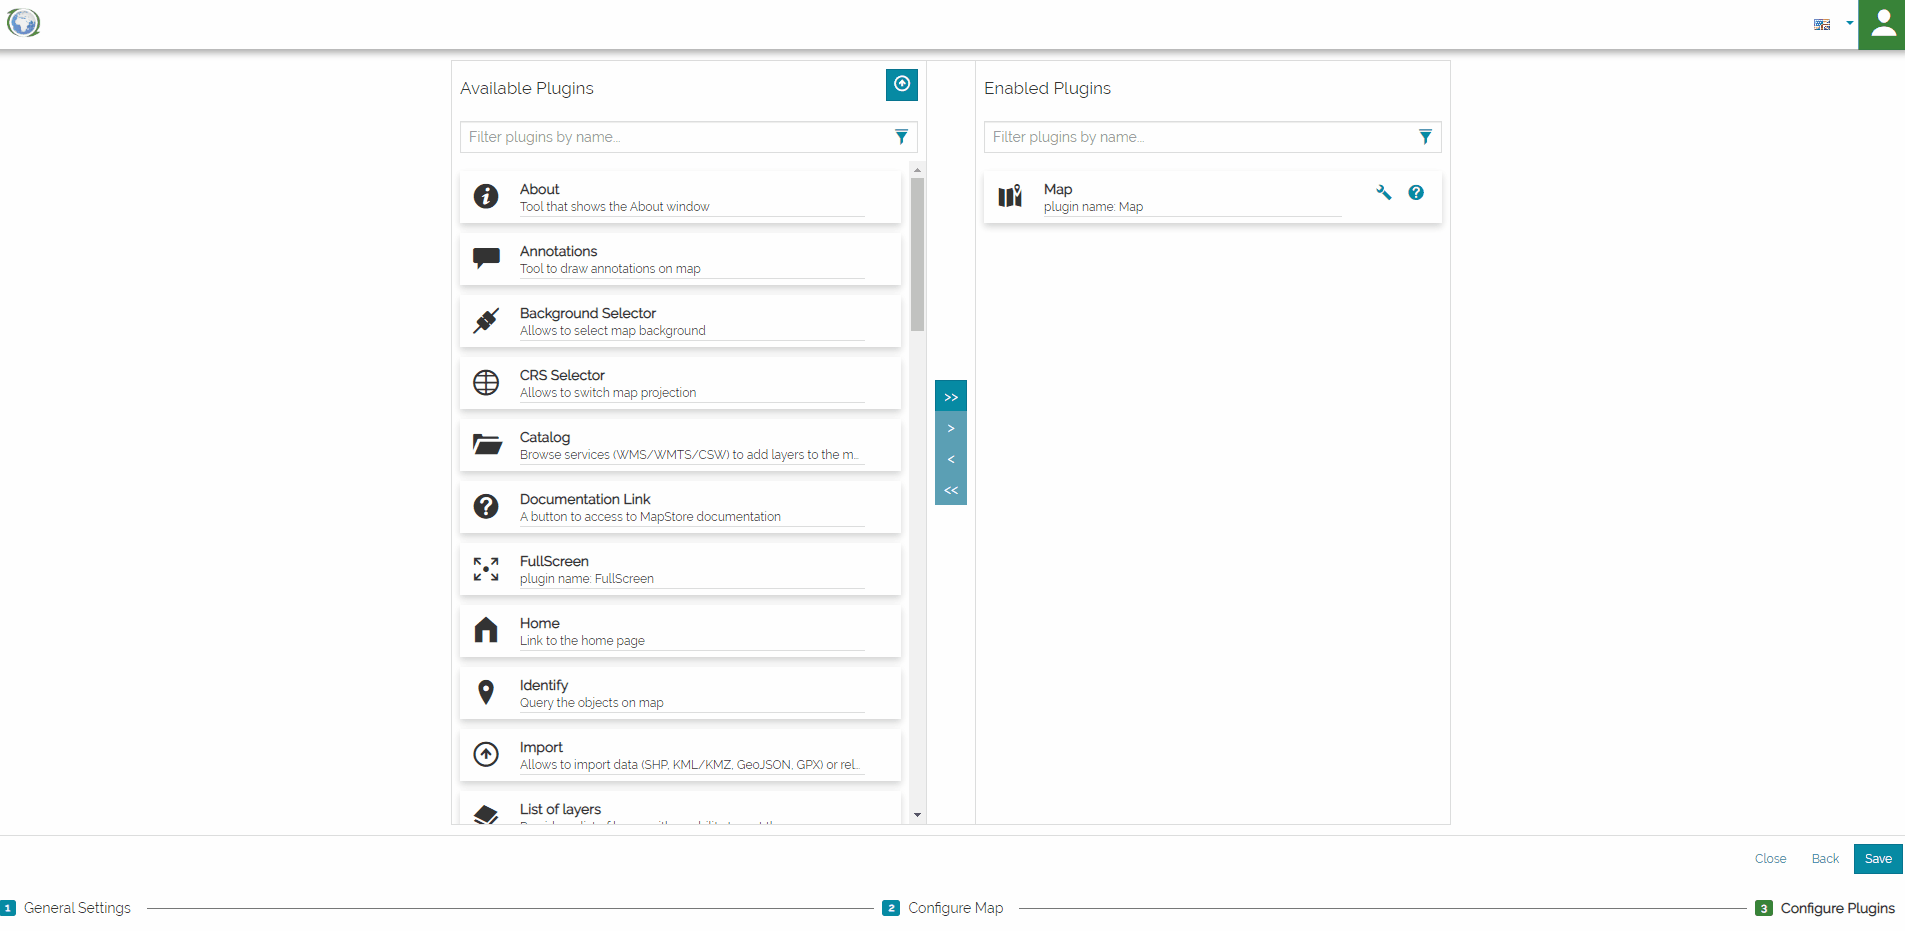 Available Plugins
Filter plugins by name...
About
Tool that shows the About window
Annotations
Tool to draw annotations on map
Background Selector
Allows to select map background
CRS Selector
Allows to switch map projection
Catalog
Browse services (WMS/WMTS/CSW) to add layers to the m...
Documentation Link
A button to access to MapStore documentation
FullScreen
plugin name: FullScreen
Home
Link to the home page
Identify
Query the objects on map
Import
Allows to import data (SHP, KML/KMZ, GeoJSON, GPX) or rel...
List of layers
>>
>
<
<<
Enabled Plugins
Filter plugins by name...
Map
plugin name: Map
Close
Back
Save
1 General Settings
2 Configure Map
3 Configure Plugins